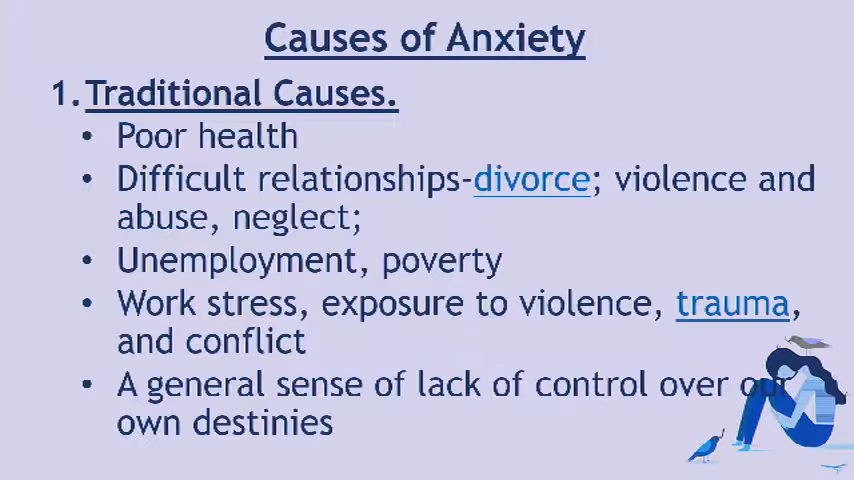 Causes of Anxiety
1. Traditional Causes.
• Poor health
• Difficult relationships-divorce; violence and
abuse, neglect;
• Unemployment, poverty
• Work stress, exposure to violence, trauma,
and conflict
• A general sense of lack of control over our
own destinies